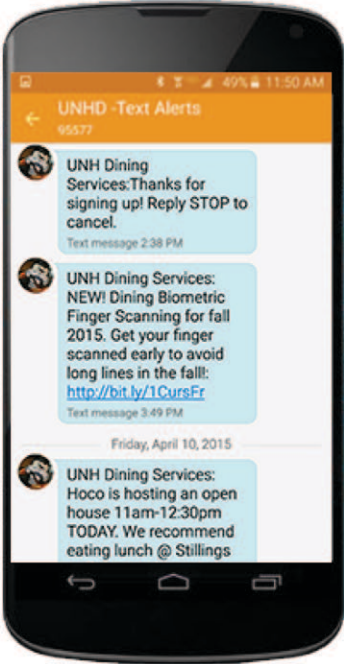 49% 11:50 AM
UNHD -Text Alerts
95577
UNH Dining
Services:Thanks for
signing up! Reply STOP to
cancel.
Text message 2:38 PM
UNH Dining Services:
NEW! Dining Biometric
Finger Scanning for fall
2015. Get your finger
scanned early to avoid
long lines in the fall!:
http://bit.ly/1CursFr
Text message 3:49 PM
Friday, April 10, 2015
UNH Dining Services:
Hoco is hosting an open
house 11am-12:30pm
TODAY. We recommend
eating lunch @ Stillings